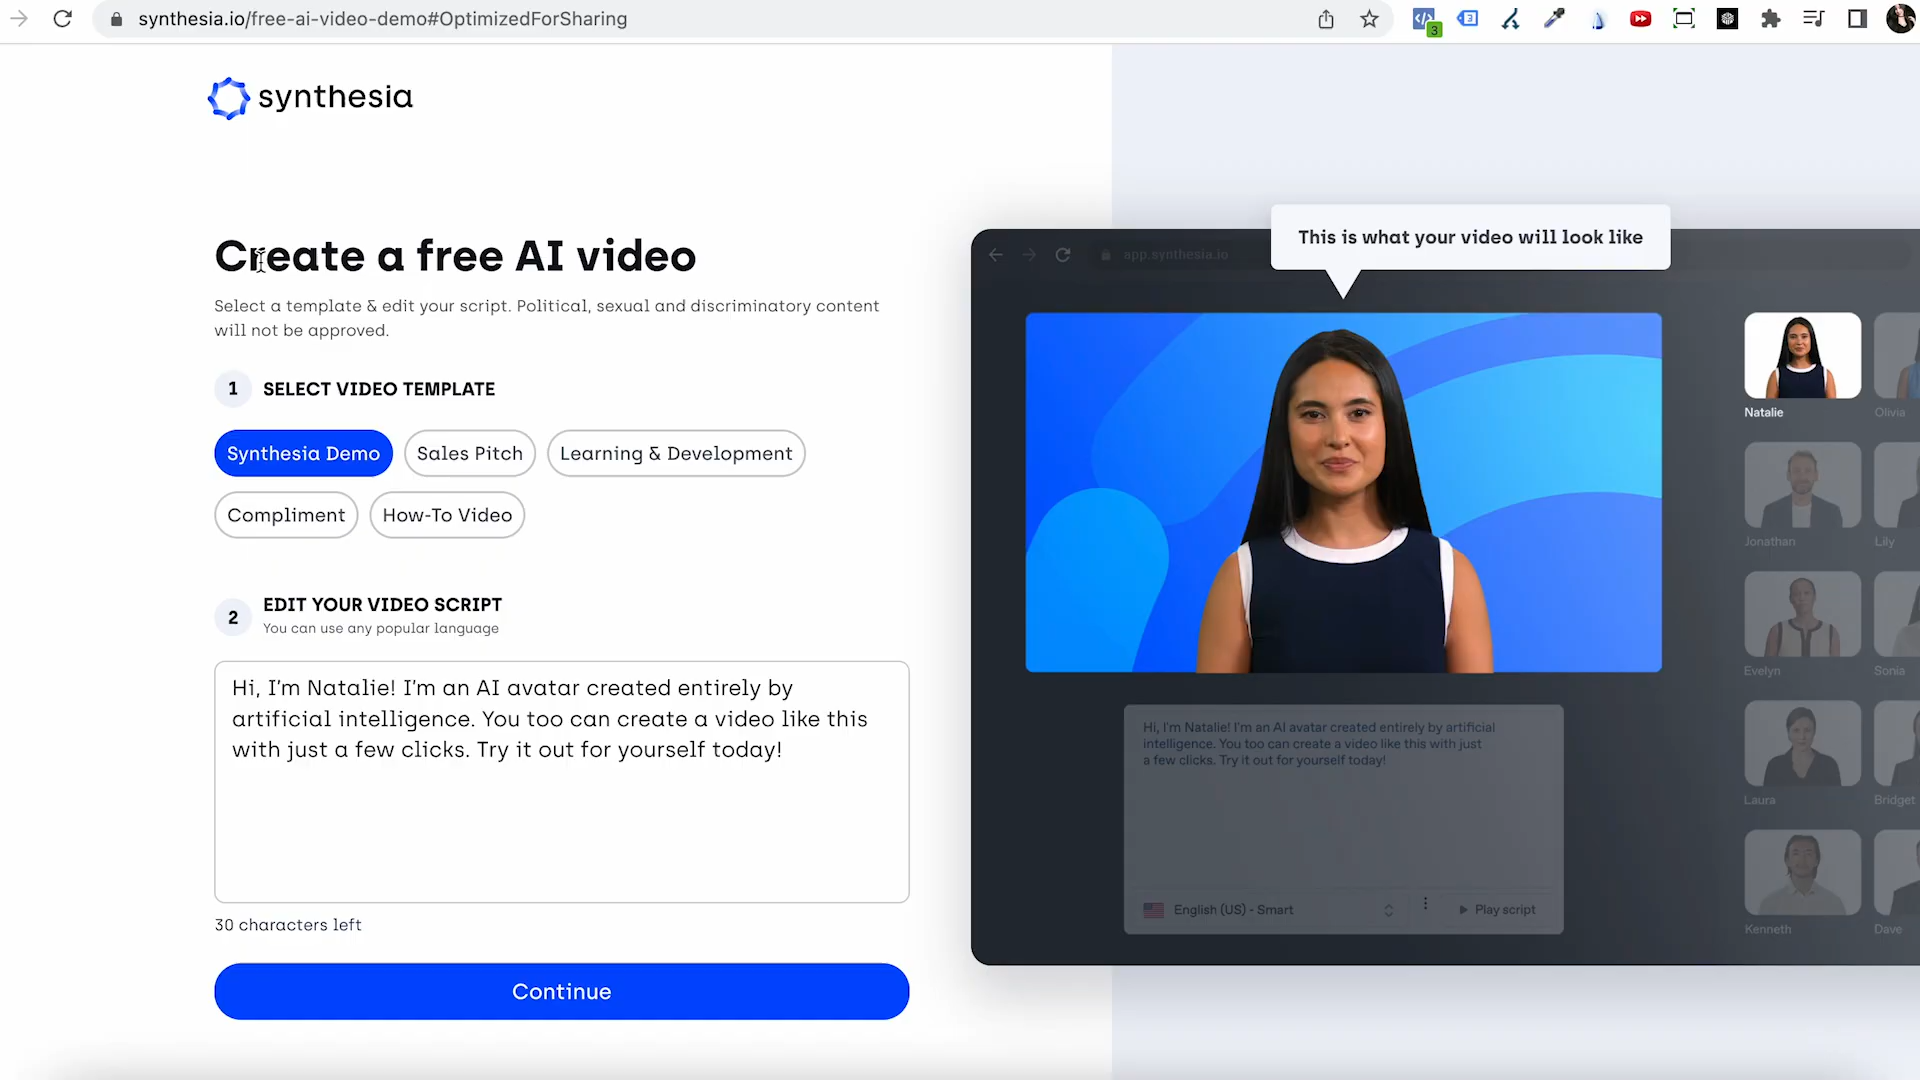 synthesia.io/free-ai-video-demo#OptimizedForSharing
3
3
synthesia
Create a free AI video
Select a template & edit your script. Political, sexual and discriminatory content
will not be approved.
1 SELECT VIDEO TEMPLATE
Synthesia Demo
Sales Pitch
Learning & Development
Compliment
How-To Video
2 EDIT YOUR VIDEO SCRIPT
You can use any popular language
Hi, I'm Natalie! I'm an AI avatar created entirely by
artificial intelligence. You too can create a video like this
with just a few clicks. Try it out for yourself today!
30 characters left
Continue
This is what your video will look like
app.synthesia.io
Hi, I'm Natalie! I'm an AI avatar created entirely by artificial
intelligence. You too can create a video like this with just
a few clicks. Try it out for yourself today!
English (US) - Smart
Play script
Natalie
Olivia
Jonathan
Lily
Evelyn
Sonia
Laura
Bridget
Kenneth
Dave